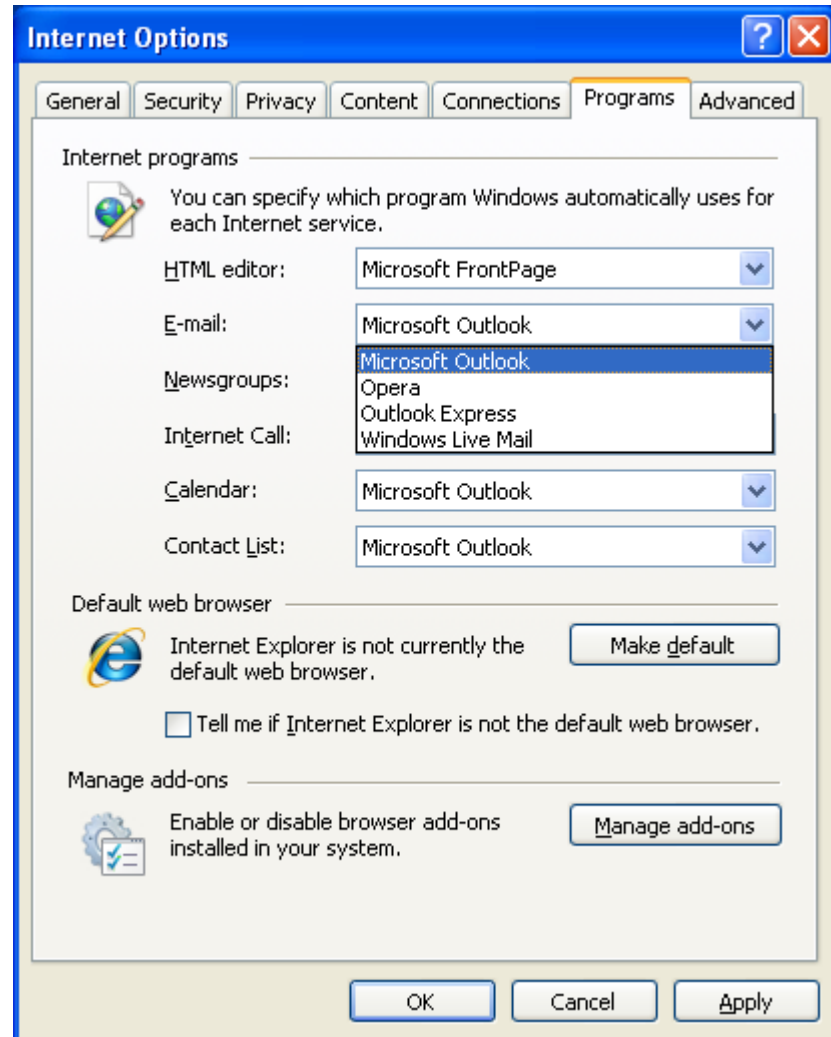 Internet Options
General Security Privacy Content Connections Programs Advanced
Internet programs
You can specify which program Windows automatically uses for
each Internet service.
HTML editor: Microsoft FrontPage
E-mail: Microsoft Outlook
Microsoft Outlook
Newsgroups:
Opera
Outlook Express
Internet Call:
Windows Live Mail
Calendar: Microsoft Outlook
Contact List: Microsoft Outlook
Default web browser
Internet Explorer is not currently the
default web browser.
Make default
Tell me if Internet Explorer is not the default web browser.
Manage add-ons
Enable or disable browser add-ons
installed in your system.
Manage add-ons
OK Cancel Apply